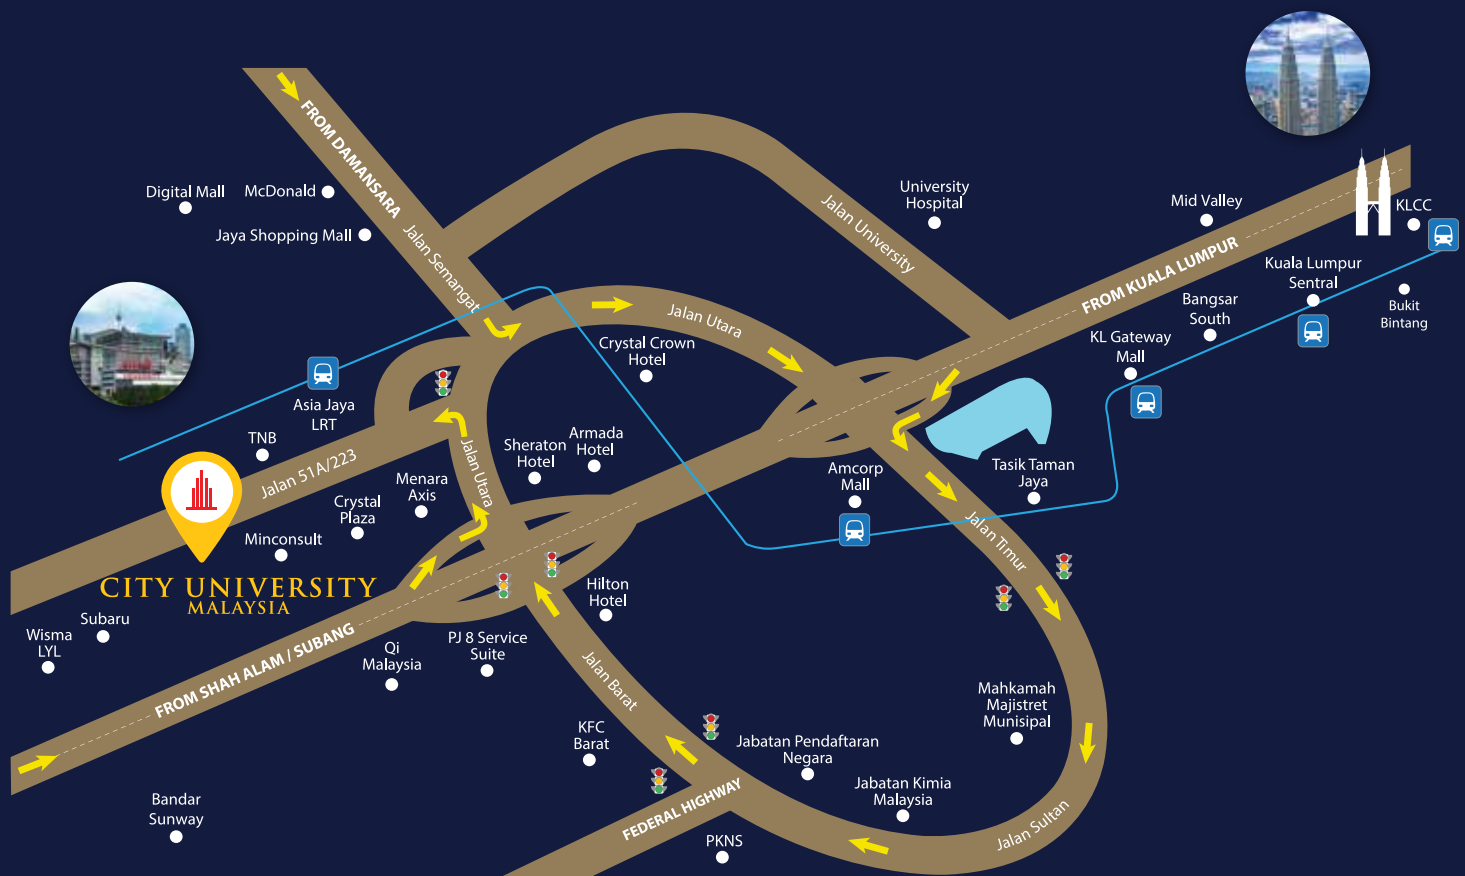 FROM DAMANSARA
Jalan Semangat
Digital Mall
McDonald
Jaya Shopping Mall
University
Hospital
Jalan University
Mid Valley
KLCC
FROM KUALA LUMPUR
Kuala Lumpur
Sentral
Bukit
Bintang
Bangsar
South
KL Gateway
Mall
Jalan Utara
Crystal Crown
Hotel
Asia Jaya
LRT
TNB
Jalan 51A/223
Sheraton
Hotel
Armada
Hotel
Jalan Utara
Menara
Axis
Crystal
Plaza
Minconsult
Amcorp
Mall
Tasik Taman
Jaya
Jalan Timur
CITY UNIVERSITY
MALAYSIA
Subaru
Wisma
LYL
Hilton
Hotel
FROM SHAH ALAM / SUBANG
Qi
Malaysia
PJ 8 Service
Suite
Jalan Barat
KFC
Barat
Mahkamah
Majistret
Munisipal
Jabatan Pendaftaran
Negara
Jabatan Kimia
Malaysia
FEDERAL HIGHWAY
Jalan Sultan
Bandar
Sunway
PKNS